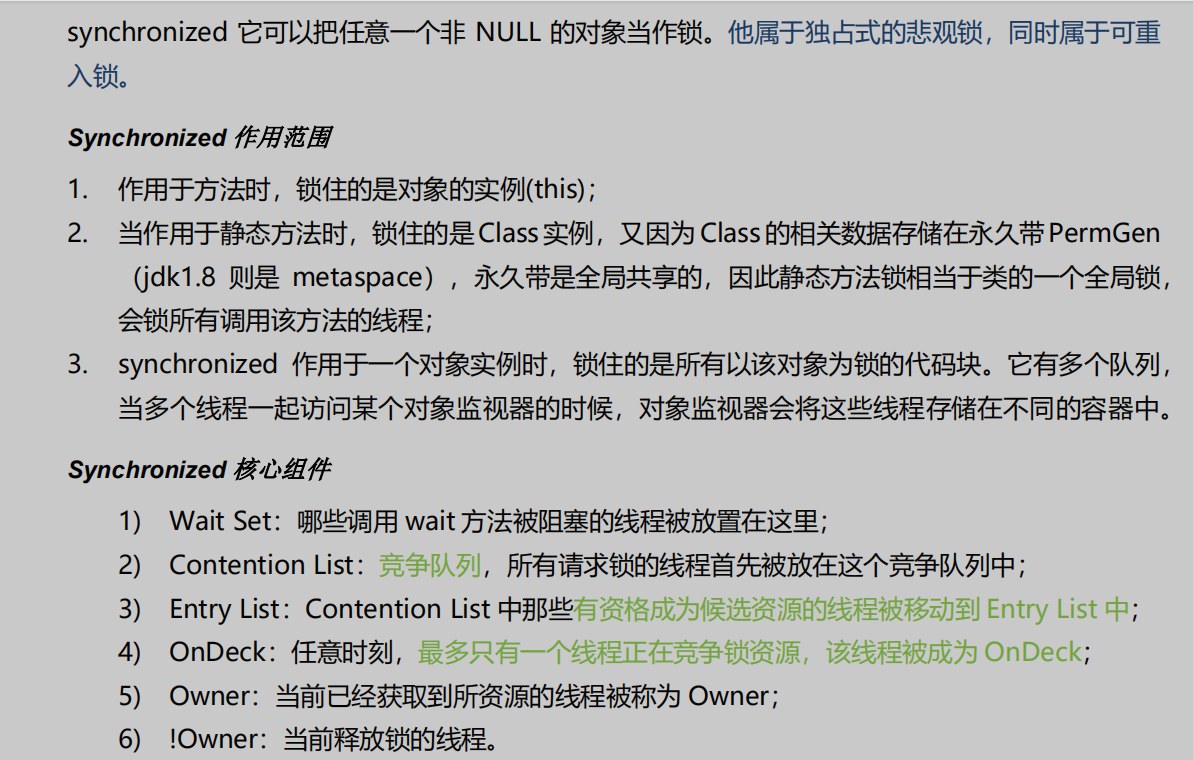 synchronized 它可以把任意一个非 NULL 的对象当作锁。他属于独占式的悲观锁，同时属于可重
入锁。
Synchronized 作用范围
1. 作用于方法时，锁住的是对象的实例(this)；
2. 当作用于静态方法时，锁住的是Class实例，又因为Class的相关数据存储在永久带PermGen
（jdk1.8 则是 metaspace），永久带是全局共享的，因此静态方法锁相当于类的一个全局锁，
会锁所有调用该方法的线程；
3. synchronized 作用于一个对象实例时，锁住的是所有以该对象为锁的代码块。它有多个队列，
当多个线程一起访问某个对象监视器的时候，对象监视器会将这些线程存储在不同的容器中。
Synchronized 核心组件
1) Wait Set：哪些调用 wait 方法被阻塞的线程被放置在这里；
2) Contention List：竞争队列，所有请求锁的线程首先被放在这个竞争队列中；
3) Entry List：Contention List 中那些有资格成为候选资源的线程被移动到 Entry List 中；
4) OnDeck：任意时刻，最多只有一个线程正在竞争锁资源，该线程被成为 OnDeck；
5) Owner：当前已经获取到所资源的线程被称为 Owner；
6) !Owner：当前释放锁的线程。